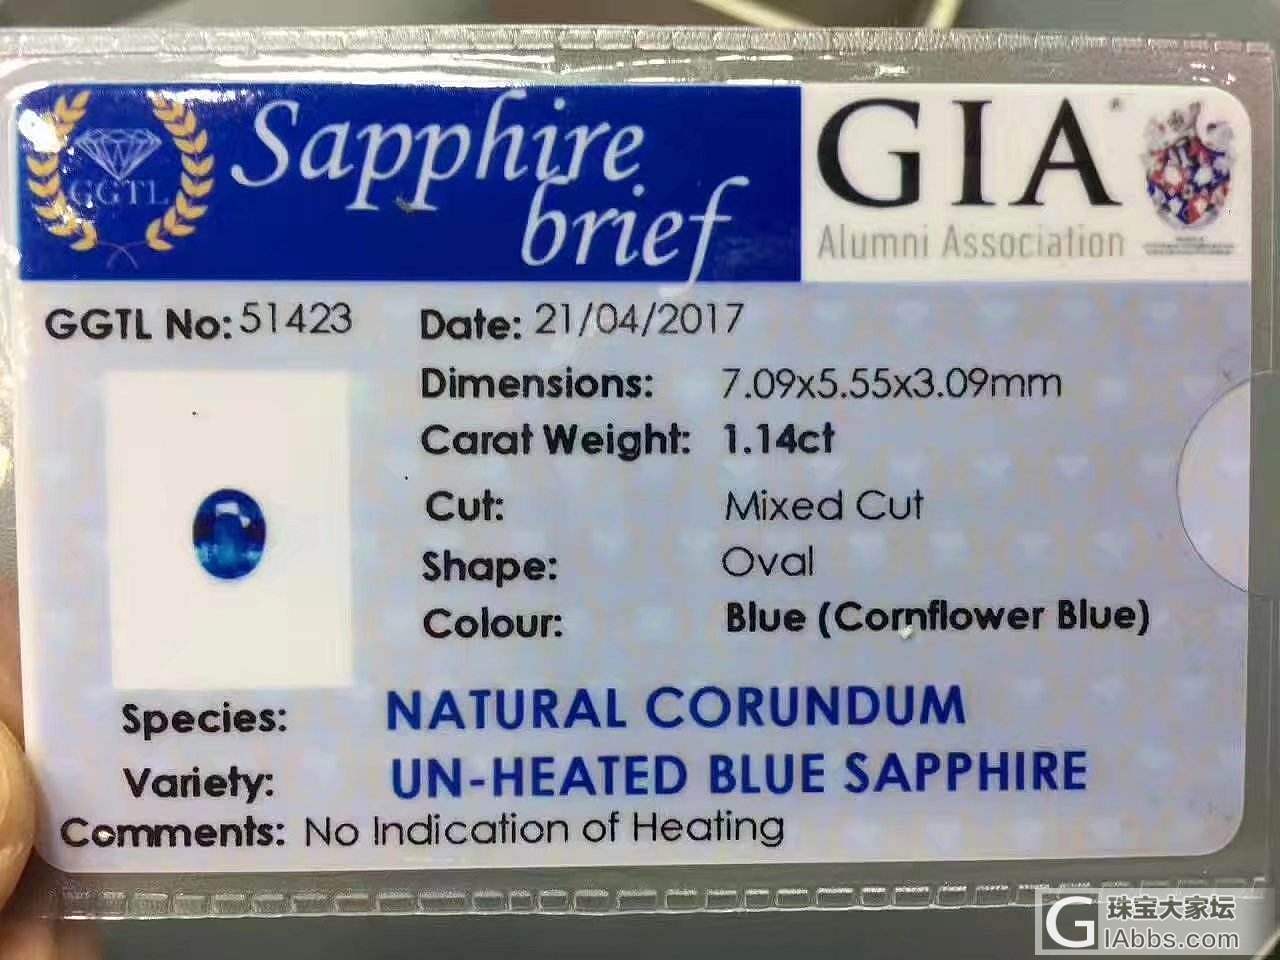 GGTL
Sapphire
brief
GIA
Alumni Association
GGTL No: 51423
Date: 21/04/2017
Dimensions: 7.09x5.55x3.09mm
Carat Weight: 1.14ct
Cut: Mixed Cut
Shape: Oval
Colour: Blue (Cornflower Blue)
Species: NATURAL CORUNDUM
Variety: UN-HEATED BLUE SAPPHIRE
Comments: No Indication of Heating
G 珠宝大家坛
GIAbbs.com